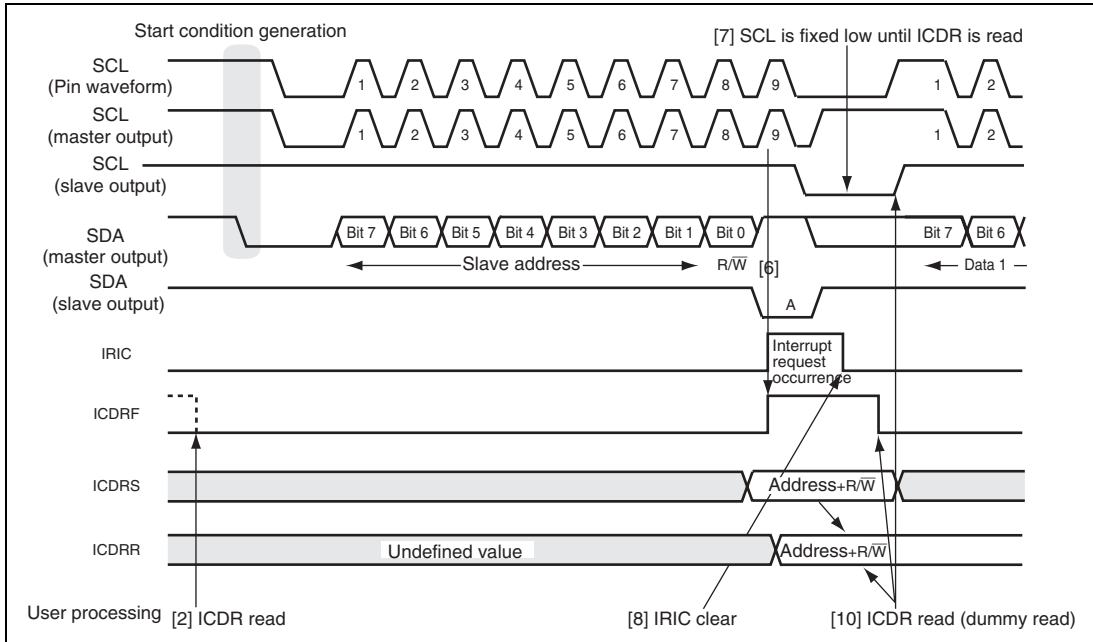 Start condition generation
[7] SCL is fixed low until ICDR is read
SCL
(Pin waveform)
1 2 3 4 5 6 7 8 9 1 2
SCL
(master output)
1 2 3 4 5 6 7 8 9 1 2
SCL
(slave output)
SDA
(master output)
Bit 7 Bit 6 Bit 5 Bit 4 Bit 3 Bit 2 Bit 1 Bit 0 Bit 7 Bit 6
Slave address R/W̅ [6] Data 1
SDA
(slave output)
A
IRIC
Interrupt
request
occurrence
ICDRF
ICDRS
Address+R/W̅
ICDRR
Undefined value
Address+R/W̅
User processing [2] ICDR read [8] IRIC clear [10] ICDR read (dummy read)